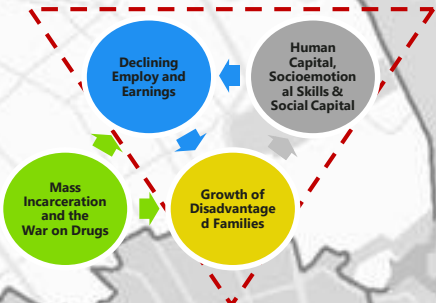 Declining
Employ and
Earnings
Human
Capital,
Socioemotion
al Skills &
Social Capital
Mass
Incarceration
and the
War on Drugs
Growth of
Disadvantage
d Families